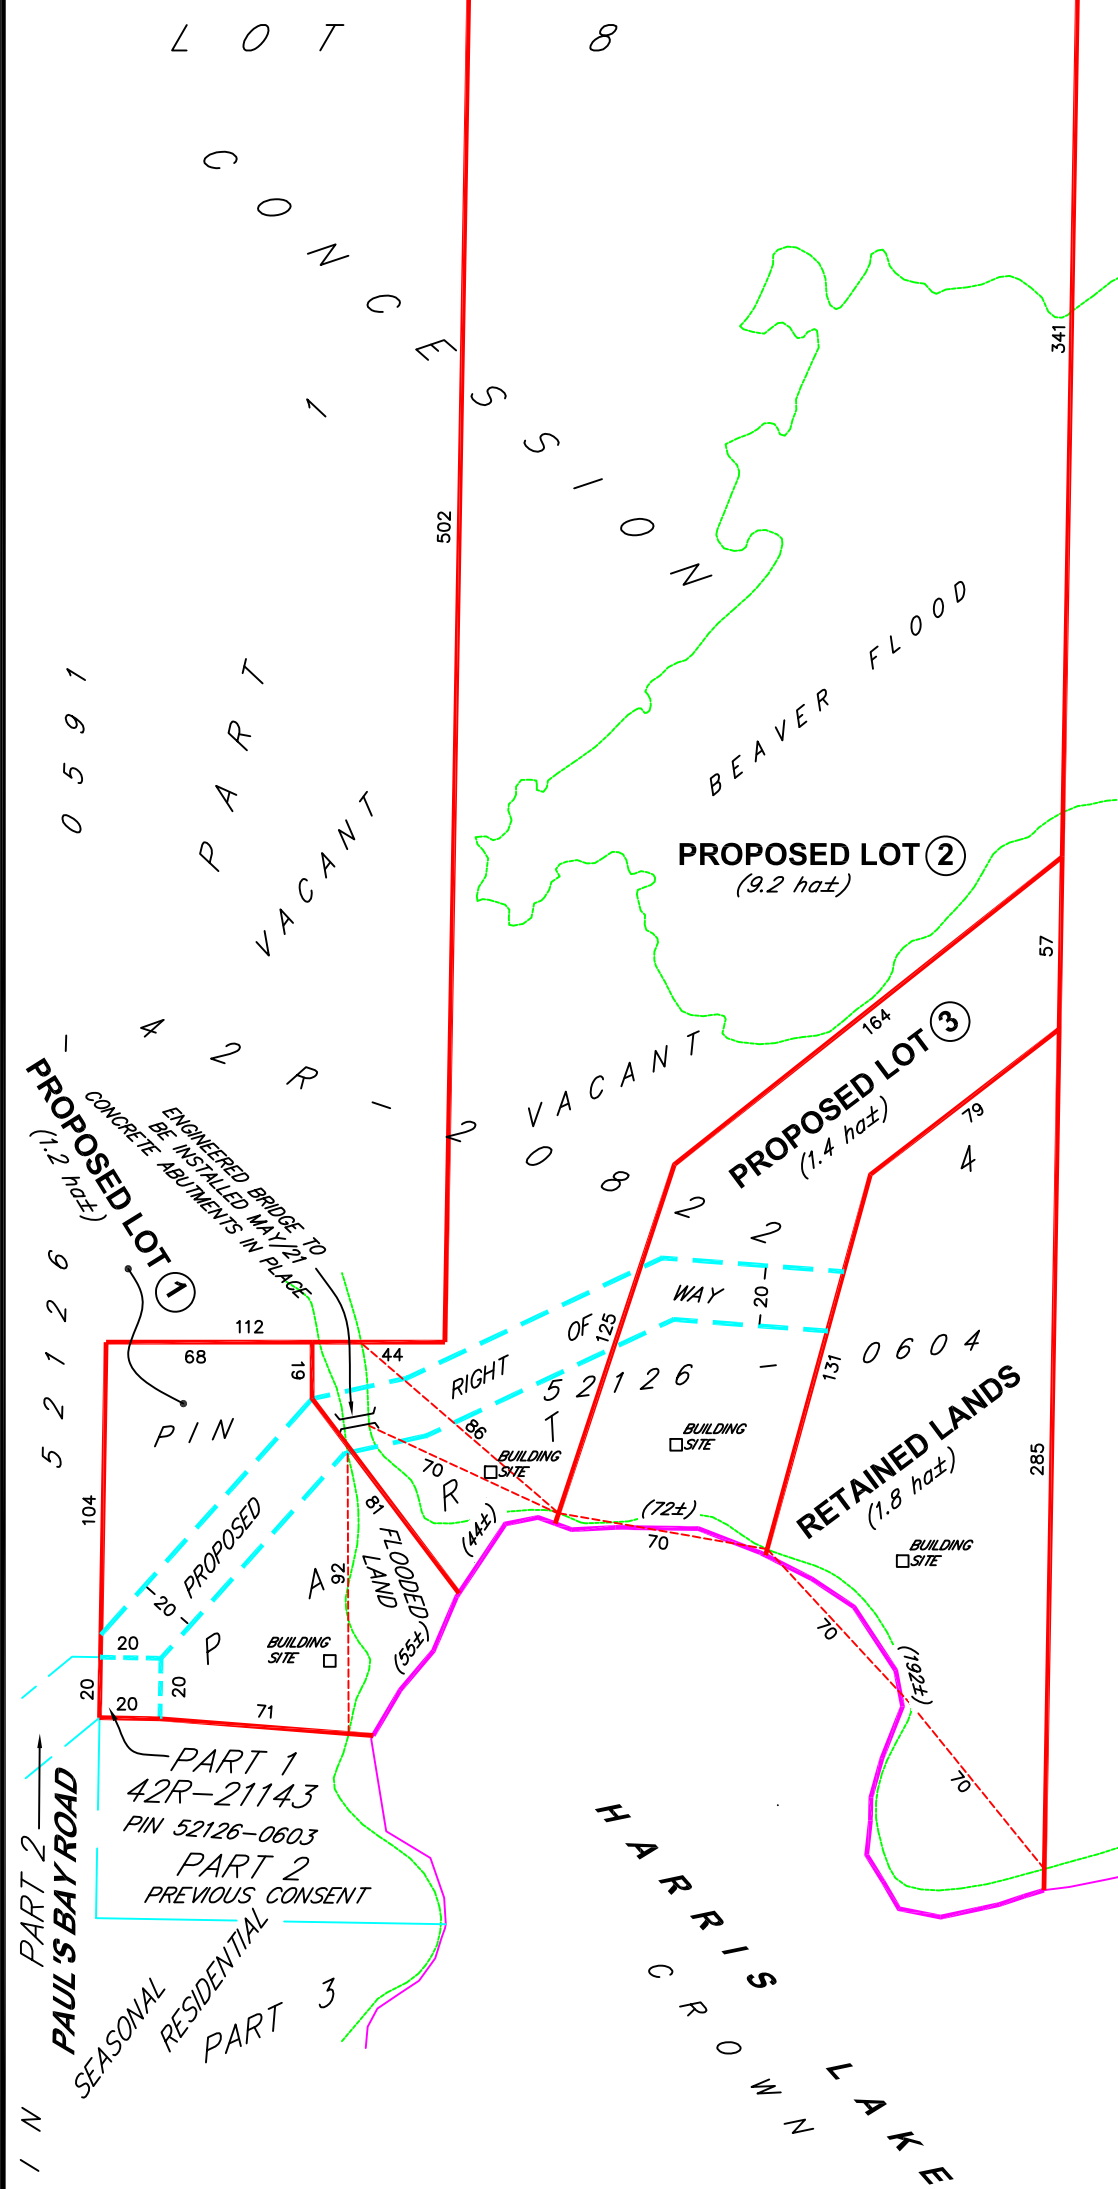 LOT 8
CONCESSION
1
341
502
BEAVER FLOOD
PROPOSED LOT 2
(9.2 ha±)
PART
VACANT
0591
57
164
PROPOSED LOT 3
(1.4 ha±)
79
VACANT
42R-20822
4
PROPOSED LOT 1
(1.2 ha±)
ENGINEERED BRIDGE TO
BE INSTALLED MAY/21
CONCRETE ABUTMENTS IN PLACE
52126 -
112
68
19
44
RIGHT OF WAY
-20-
125
131
52126 - 0604
PIN
86
70
BUILDING
SITE
BUILDING
SITE
RETAINED LANDS
(1.8 ha±)
BUILDING
SITE
285
104
PROPOSED
-20-
81
FLOODED
LAND
92
(44±)
(72±)
70
PART
(55±)
BUILDING
SITE
70
(192±)
70
20
20
20
20
71
PART 1
42R-21143
PIN 52126-0603
PART 2
PREVIOUS CONSENT
PART 2
PAUL'S BAY ROAD
SEASONAL
RESIDENTIAL
PART 3
HARRIS LAKE
CROWN
IN